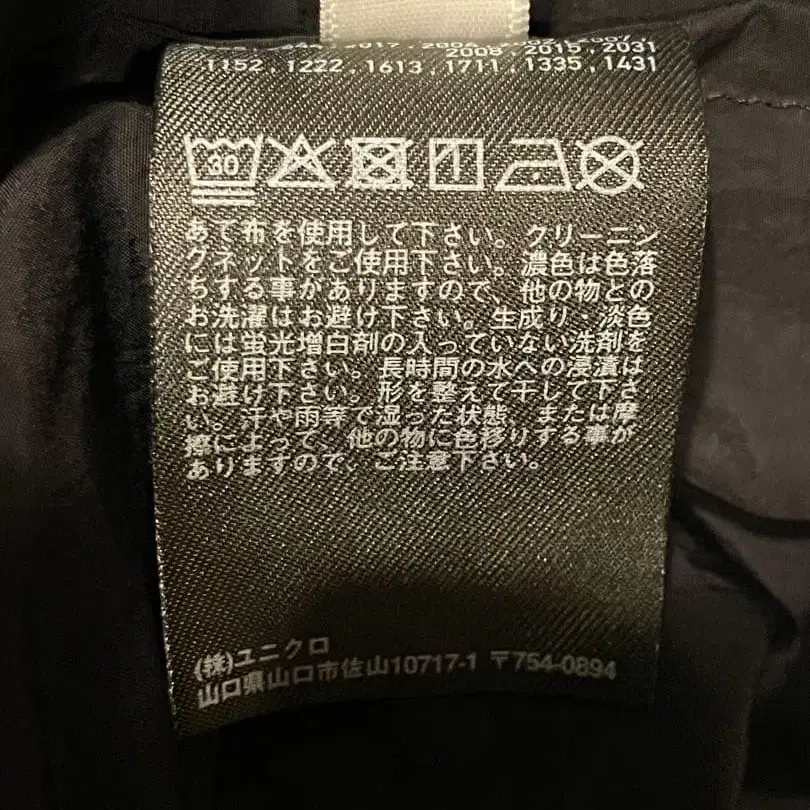 2008 , 2015 , 2031
1152 , 1222 , 1613 , 1711 , 1335 , 1431
30
あて布を使用して下さい。クリーニン
グネットをご使用下さい。濃色は色落
ちする事がありますので、他の物との
お洗濯はお避け下さい。生成り・淡色
には蛍光増白剤の入っていない洗剤を
ご使用下さい。長時間の水への浸漬は
お避け下さい。形を整えて干して下さ
い。汗や雨等で湿った状態、または摩
擦によって、他の物に色移りする事が
ありますので、ご注意下さい。
(株)ユニクロ
山口県山口市佐山10717-1 〒754-0894